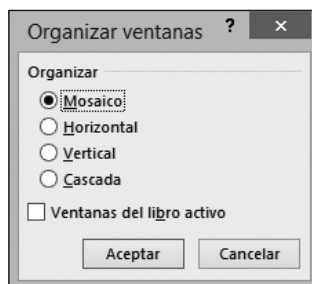 Organizar ventanas ? ×
Organizar
Mosaico
Horizontal
Vertical
Cascada
Ventanas del libro activo
Aceptar Cancelar